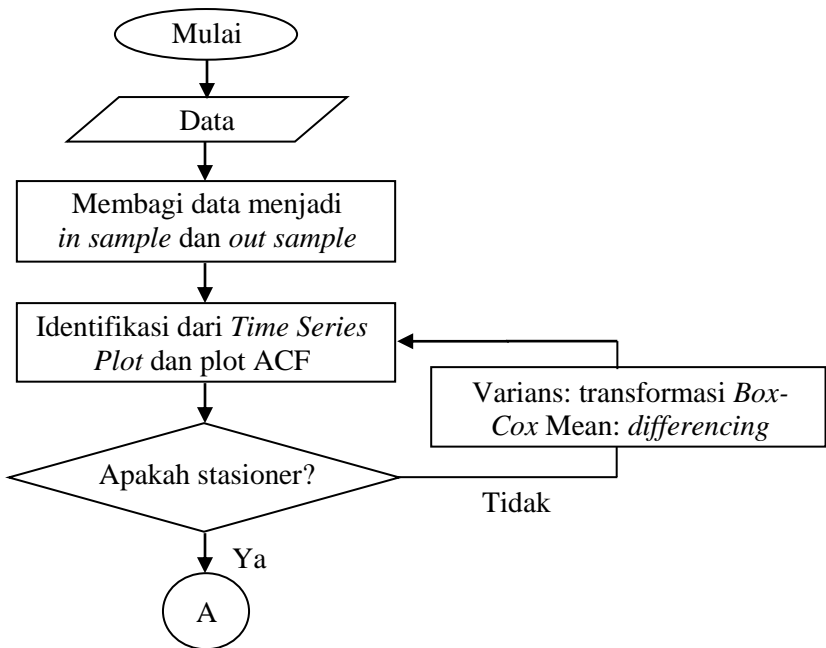 Mulai
Data
Membagi data menjadi
in sample dan out sample
Identifikasi dari Time Series
Plot dan plot ACF
Varians: transformasi Box-
Cox Mean: differencing
Apakah stasioner?
Tidak
Ya
A